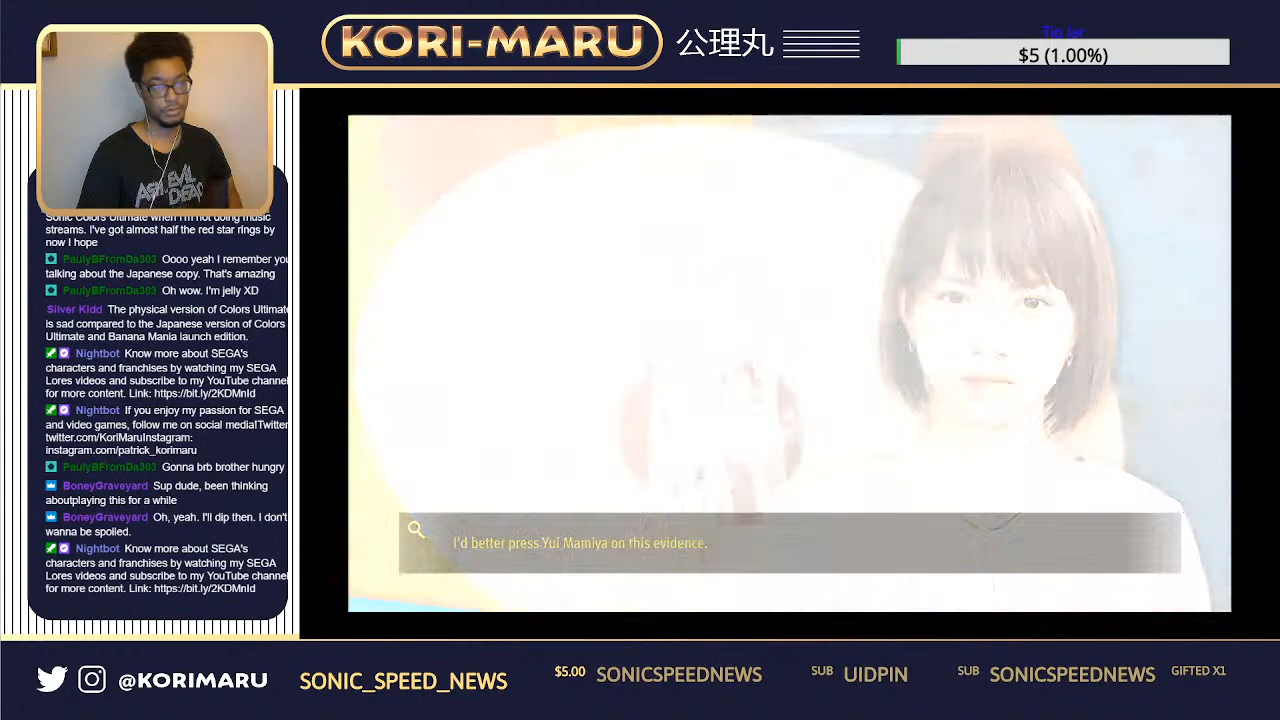 KORI-MARU
公理丸
Tip Jar
$5 (1.00%)
ASH EVIL
DEAD
Sonic Colors Ultimate when I'm not doing music
streams. I've got almost half the red star rings by
now I hope
PaulyBFromDa303 Oooo yeah I remember you
talking about the Japanese copy. That's amazing
PaulyBFromDa303 Oh wow. I'm jelly XD
Silver Kidd The physical version of Colors Ultimate
is sad compared to the Japanese version of Colors
Ultimate and Banana Mania launch edition.
Nightbot Know more about SEGA's
characters and franchises by watching my SEGA
Lores videos and subscribe to my YouTube channel
for more content. Link: https://bit.ly/2KDMnId
Nightbot If you enjoy my passion for SEGA
and video games, follow me on social media!Twitter:
twitter.com/KoriMaruInstagram:
instagram.com/patrick_korimaru
PaulyBFromDa303 Gonna brb brother hungry
BoneyGraveyard Sup dude, been thinking
aboutplaying this for a while
BoneyGraveyard Oh, yeah. I'll dip then. I don't
wanna be spoiled.
Nightbot Know more about SEGA's
characters and franchises by watching my SEGA
Lores videos and subscribe to my YouTube channel
for more content. Link: https://bit.ly/2KDMnId
I'd better press Yui Mamiya on this evidence.
@KORIMARU
SONIC_SPEED_NEWS
$5.00 SONICSPEEDNEWS
SUB UIDPIN
SUB SONICSPEEDNEWS GIFTED X1